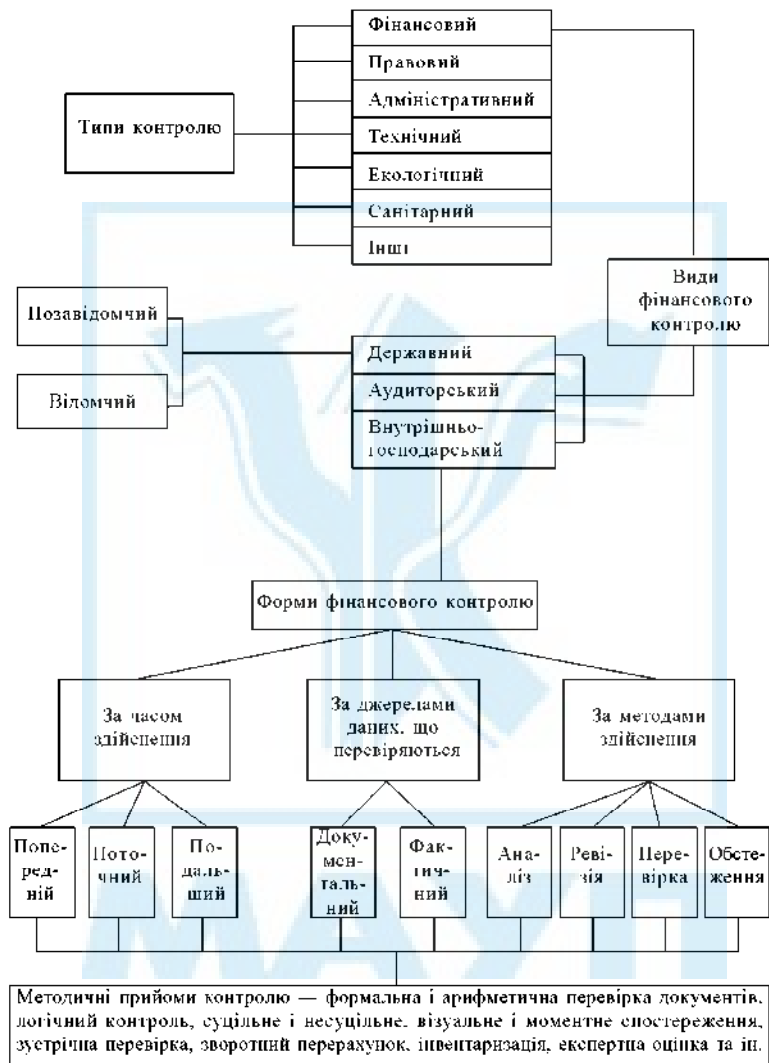 Фінансовий
Правовий
Адміністративний
Типи контролю
Технічний
Екологічний
Санітарний
Інші
Види
фінансового
контролю
Позавідомчий
Відомчий
Державний
Аудиторський
Внутрішньо-
господарський
Форми фінансового контролю
За часом
здійснення
За джерелами
даних, що
перевіряються
За методами
здійснення
Попе-
ред-
ній
Пото-
чний
По-
даль-
ший
Доку-
мен-
таль-
ний
Фак-
тич-
ний
Ана-
ліз
Реві-
зія
Пере-
вірка
Обсте-
ження
МАУП
Методичні прийоми контролю — формальна і арифметична перевірка документів,
логічний контроль, суцільне і несуцільне, візуальне і моментне спостереження,
зустрічна перевірка, зворотний перерахунок, інвентаризація, експертна оцінка та ін.